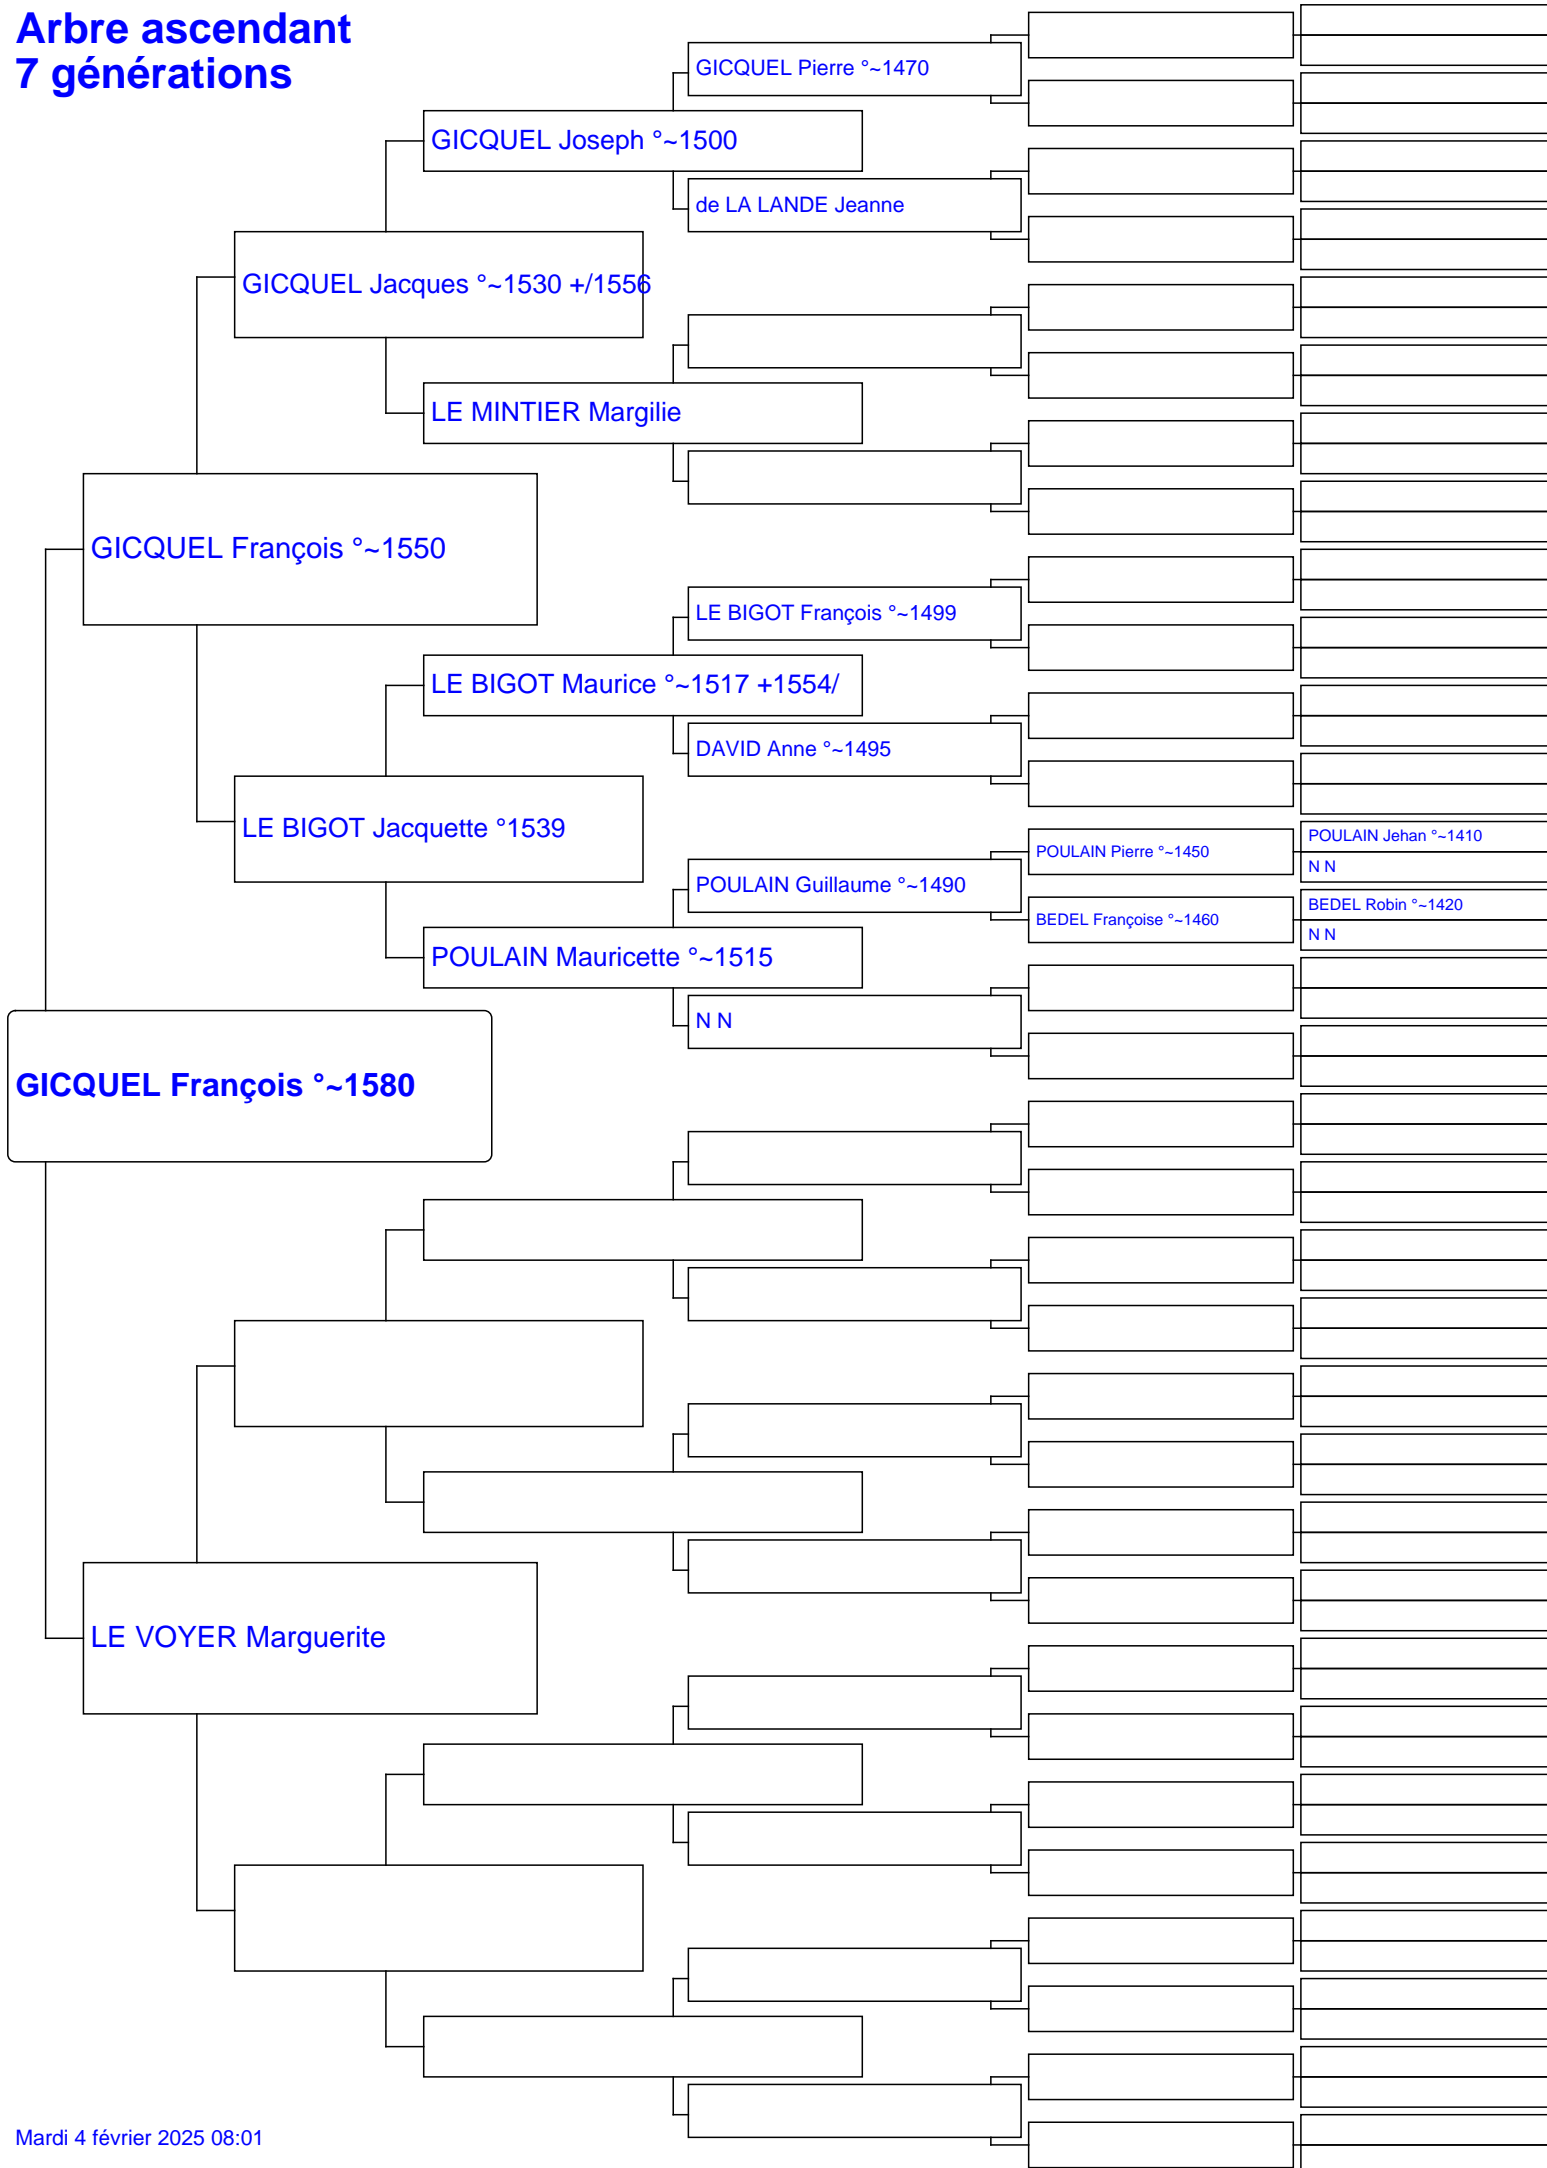 Arbre ascendant
7 générations
GICQUEL Pierre °~1470
GICQUEL Joseph °~1500
de LA LANDE Jeanne
GICQUEL Jacques °~1530 +/1556
LE MINTIER Margilie
GICQUEL François °~1550
LE BIGOT François °~1499
LE BIGOT Maurice °~1517 +1554/
DAVID Anne °~1495
LE BIGOT Jacquette °1539
POULAIN Jehan °~1410
POULAIN Pierre °~1450
N N
POULAIN Guillaume °~1490
BEDEL Robin °~1420
BEDEL Françoise °~1460
N N
POULAIN Mauricette °~1515
N N
GICQUEL François °~1580
LE VOYER Marguerite
Mardi 4 février 2025 08:01